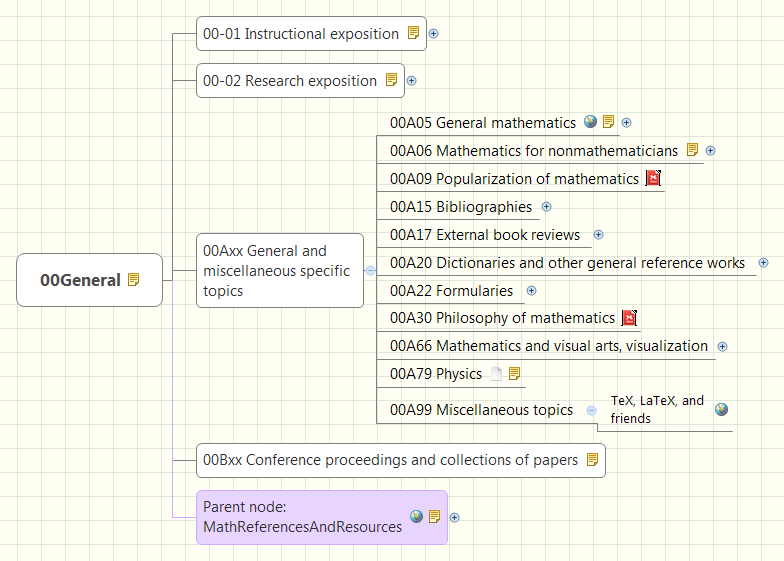 00-01 Instructional exposition
00-02 Research exposition
00A05 General mathematics
00A06 Mathematics for nonmathematicians
00A09 Popularization of mathematics
00A15 Bibliographies
00A17 External book reviews
00Axx General and
miscellaneous specific
topics
00General
00A20 Dictionaries and other general reference works
00A22 Formularies
00A30 Philosophy of mathematics
00A66 Mathematics and visual arts, visualization
00A79 Physics
00A99 Miscellaneous topics
TeX, LaTeX, and
friends
00Bxx Conference proceedings and collections of papers
Parent node:
MathReferencesAndResources